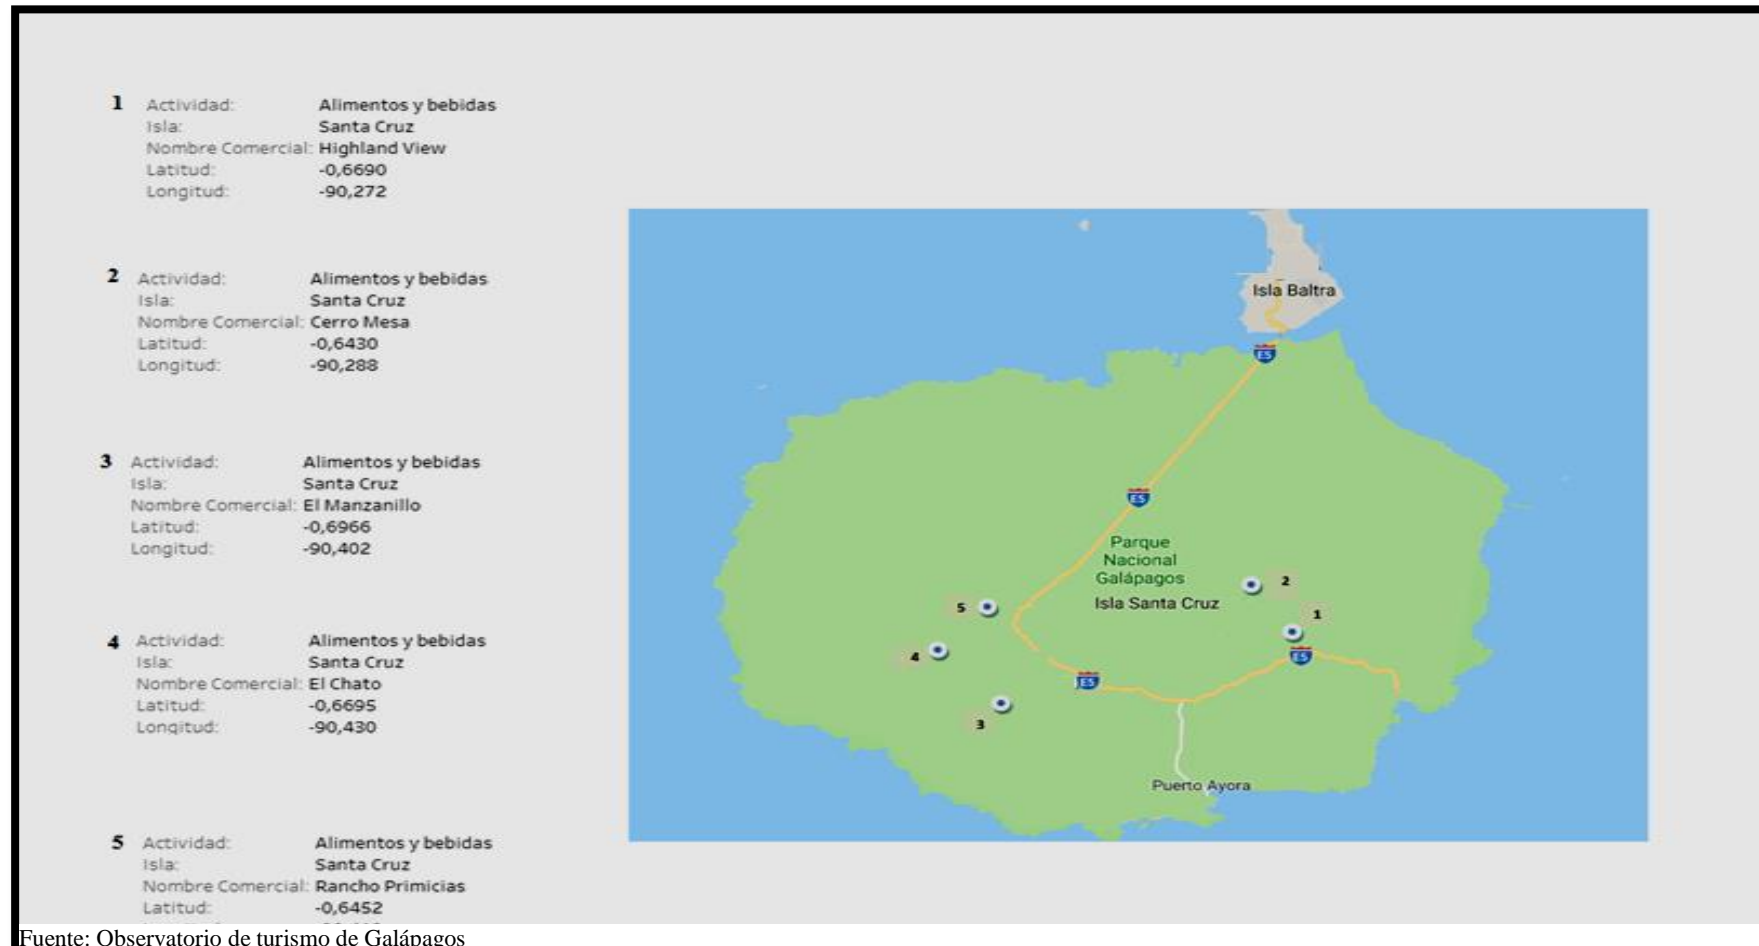 1 Actividad: Alimentos y bebidas
Isla: Santa Cruz
Nombre Comercial: Highland View
Latitud: -0,6690
Longitud: -90,272
2 Actividad: Alimentos y bebidas
Isla: Santa Cruz
Nombre Comercial: Cerro Mesa
Latitud: -0,6430
Longitud: -90,288
3 Actividad: Alimentos y bebidas
Isla: Santa Cruz
Nombre Comercial: El Manzanillo
Latitud: -0,6966
Longitud: -90,402
4 Actividad: Alimentos y bebidas
Isla: Santa Cruz
Nombre Comercial: El Chato
Latitud: -0,6695
Longitud: -90,430
5 Actividad: Alimentos y bebidas
Isla: Santa Cruz
Nombre Comercial: Rancho Primicias
Latitud: -0,6452
Isla Baltra
E5
E5
Parque
Nacional
Galápagos
Isla Santa Cruz
2
1
5
4
E5
E5
3
Puerto Ayora
Fuente: Observatorio de turismo de Galápagos